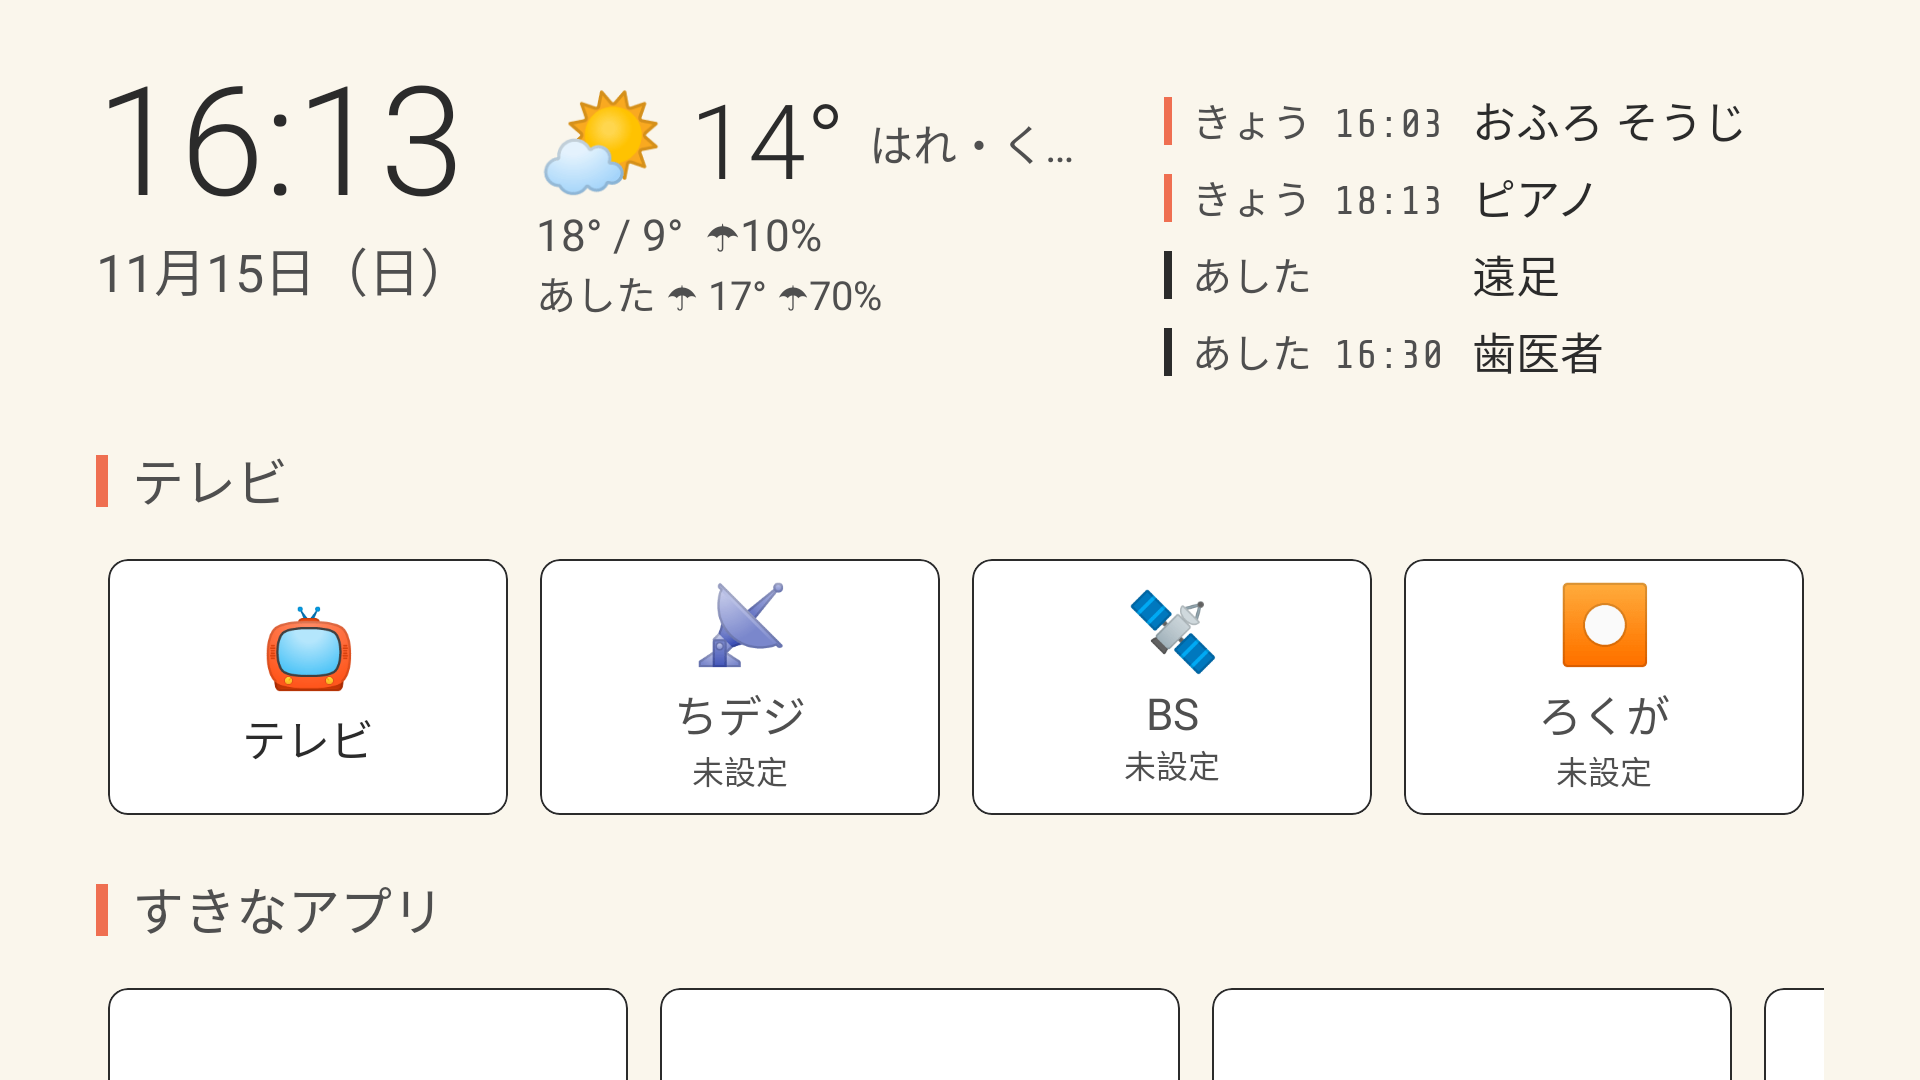 16:13
11月15日（日）
14° はれ・く…
18° / 9° ☂10%
あした ☂ 17° ☂70%
きょう 16:03 おふろ そうじ
きょう 18:13 ピアノ
あした 遠足
あした 16:30 歯医者
テレビ
テレビ
ちデジ
未設定
BS
未設定
ろくが
未設定
すきなアプリ